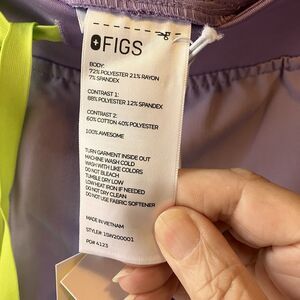 FIGS
BODY:
72% POLYESTER 21% RAYON
7% SPANDEX
CONTRAST 1:
88% POLYESTER 12% SPANDEX
CONTRAST 2:
60% COTTON 40% POLYESTER
100% AWESOME
TURN GARMENT INSIDE OUT
MACHINE WASH COLD
WASH WITH LIKE COLORS
DO NOT BLEACH
TUMBLE DRY LOW
LOW HEAT IRON IF NEEDED
DO NOT DRY CLEAN
DO NOT USE FABRIC SOFTENER
MADE IN VIETNAM
STYLE# 1SW200001
PO# 4123